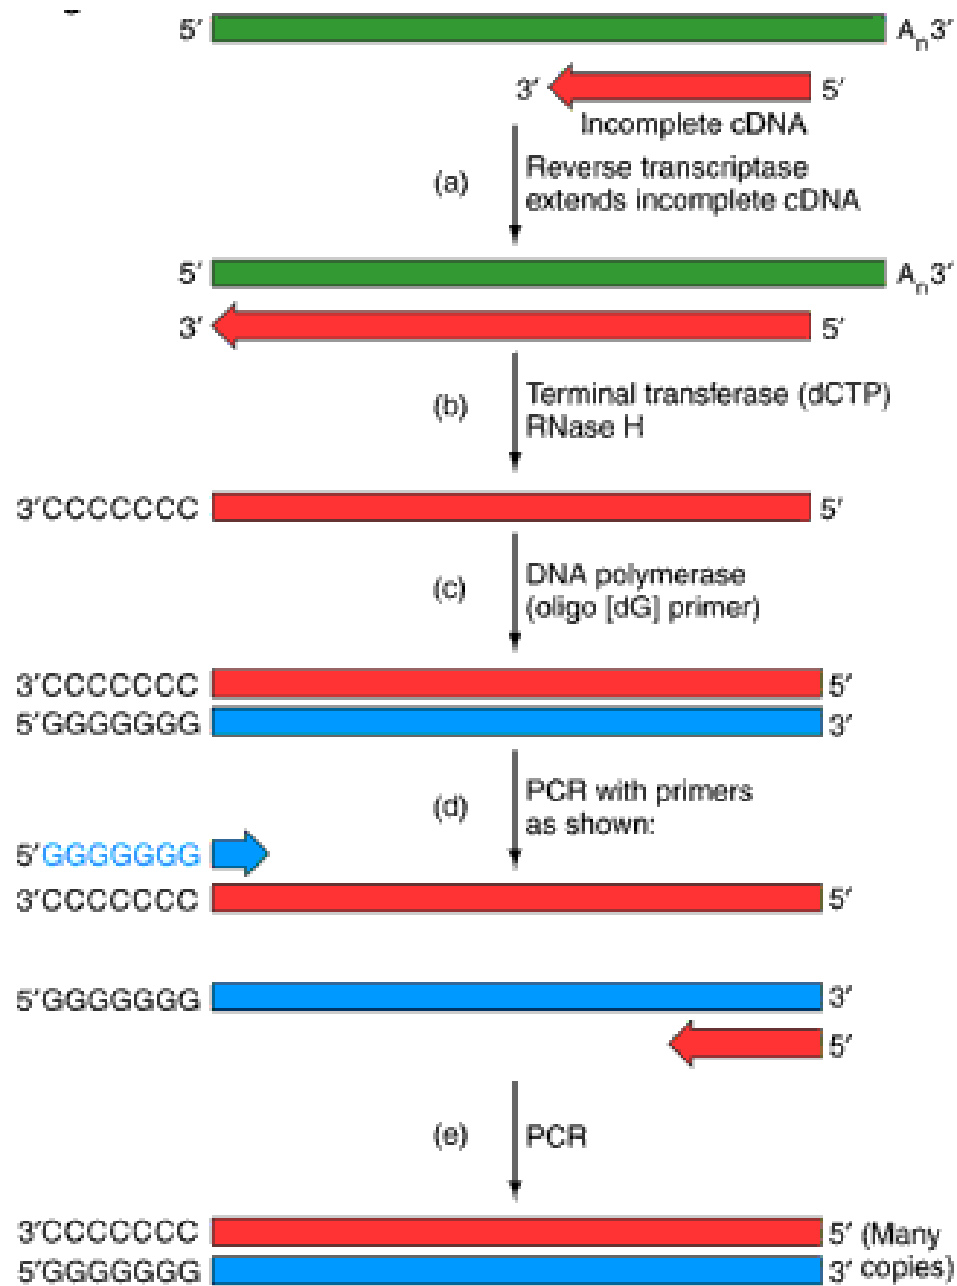 5′ Aₙ3′
3′ 5′
Incomplete cDNA
(a) Reverse transcriptase
extends incomplete cDNA
5′ Aₙ3′
3′ 5′
(b) Terminal transferase (dCTP)
RNase H
3′CCCCCCC 5′
(c) DNA polymerase
(oligo [dG] primer)
3′CCCCCCC 5′
5′GGGGGGG 3′
(d) PCR with primers
as shown:
5′GGGGGGG
3′CCCCCCC 5′
5′GGGGGGG 3′
5′
(e) PCR
3′CCCCCCC 5′ (Many
5′GGGGGGG 3′ copies)